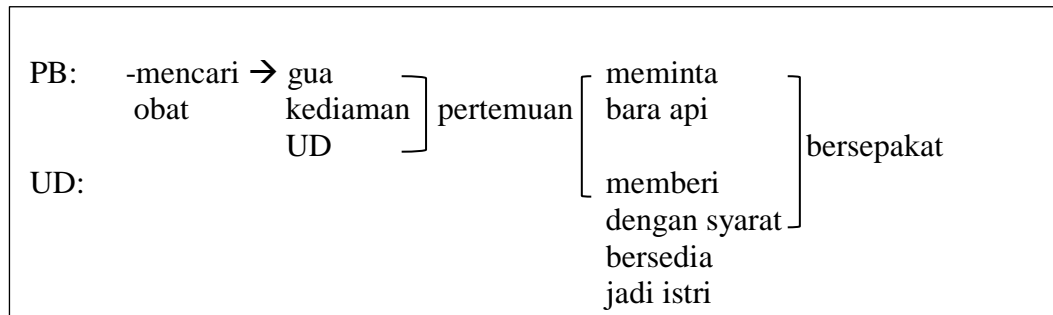 PB: -mencari → gua meminta
obat kediaman pertemuan bara api
UD bersepakat
UD: memberi
dengan syarat
bersedia
jadi istri